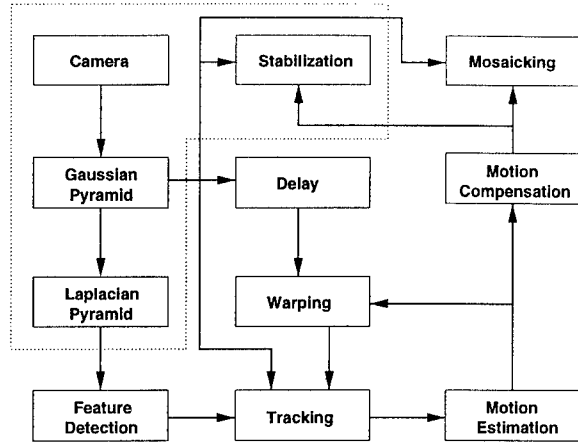 Camera
Stabilization
Mosaicking
Gaussian
Pyramid
Delay
Motion
Compensation
Laplacian
Pyramid
Warping
Feature
Detection
Tracking
Motion
Estimation